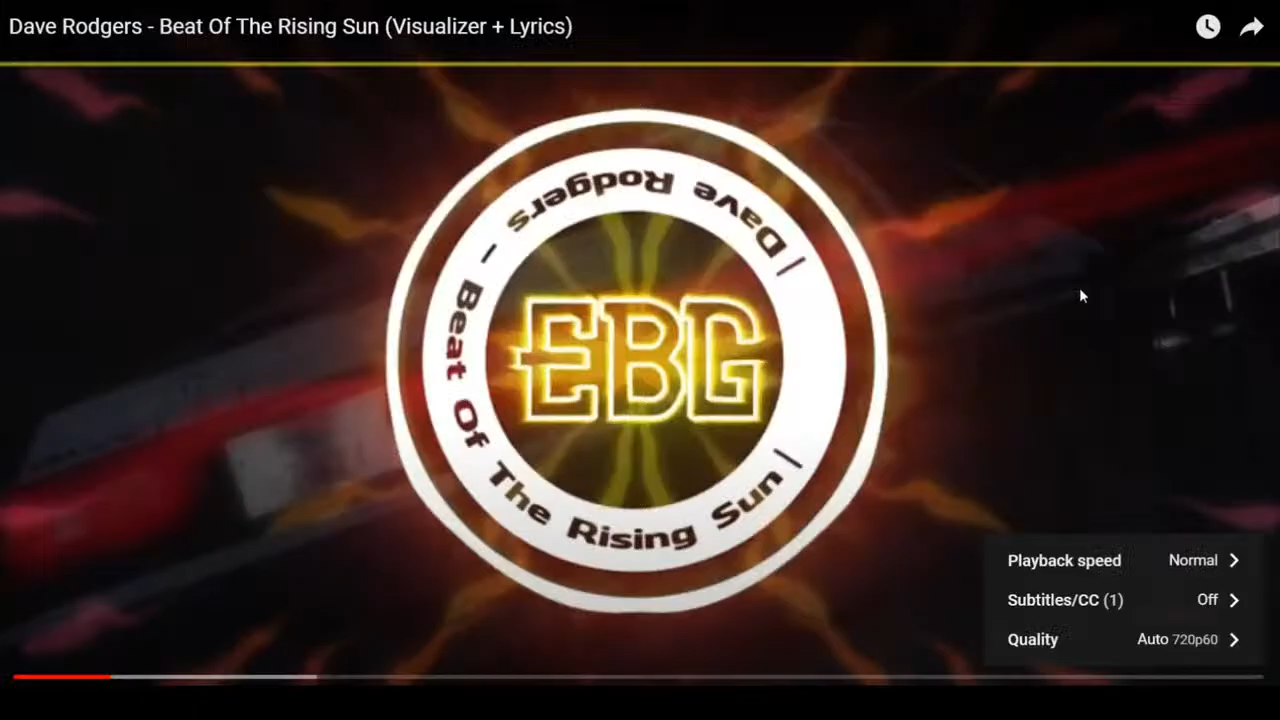 Dave Rodgers - Beat Of The Rising Sun (Visualizer + Lyrics)
| Dave Rodgers - Beat Of The Rising Sun |
EBG
Playback speed Normal
Subtitles/CC (1) Off
Quality Auto 720p60